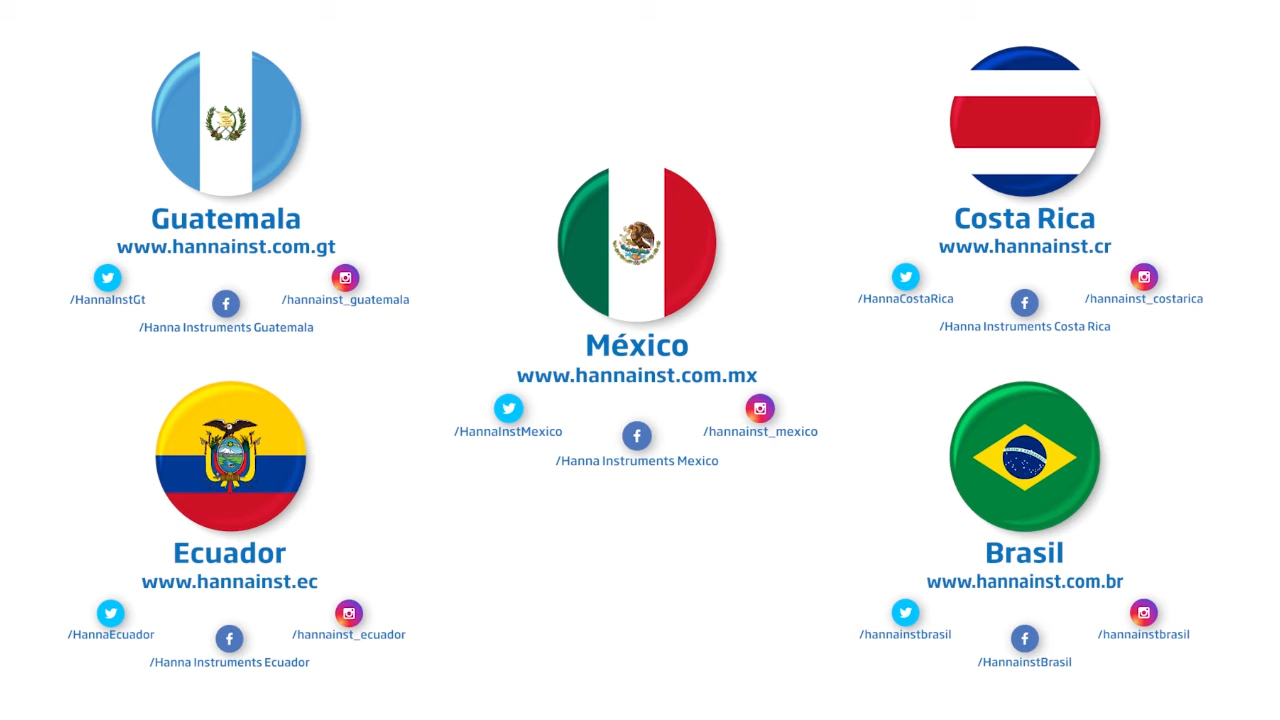 Guatemala
www.hannainst.com.gt
/HannaInstGt
/hannainst_guatemala
/Hanna Instruments Guatemala
Costa Rica
www.hannainst.cr
/HannaCostaRica
/hannainst_costarica
/Hanna Instruments Costa Rica
México
www.hannainst.com.mx
/HannaInstMexico
/hannainst_mexico
/Hanna Instruments Mexico
Ecuador
www.hannainst.ec
/HannaEcuador
/hannainst_ecuador
/Hanna Instruments Ecuador
Brasil
www.hannainst.com.br
/hannainstbrasil
/hannainstbrasil
/HannainstBrasil